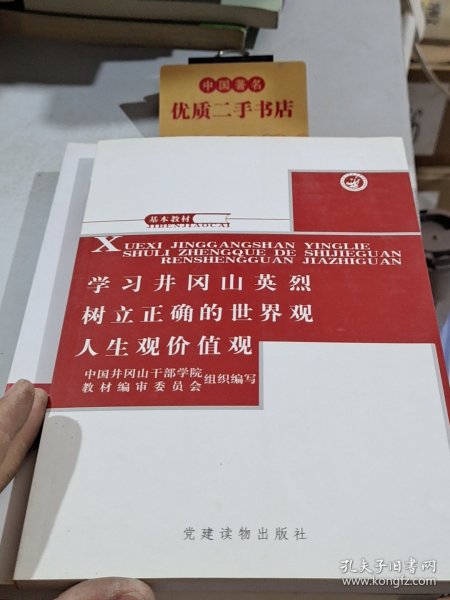 中国著名
优质二手书店
基本教材
JIBENJIAOCAI
XUEXI JINGGANGSHAN YINGLIE
SHULI ZHENGQUE DE SHIJIEGUAN
RENSHENGGUAN JIAZHIGUAN
学习井冈山英烈
树立正确的世界观
人生观价值观
中国井冈山干部学院
教材编审委员会 组织编写
党建读物出版社
孔夫子旧书网
www.kongfz.com